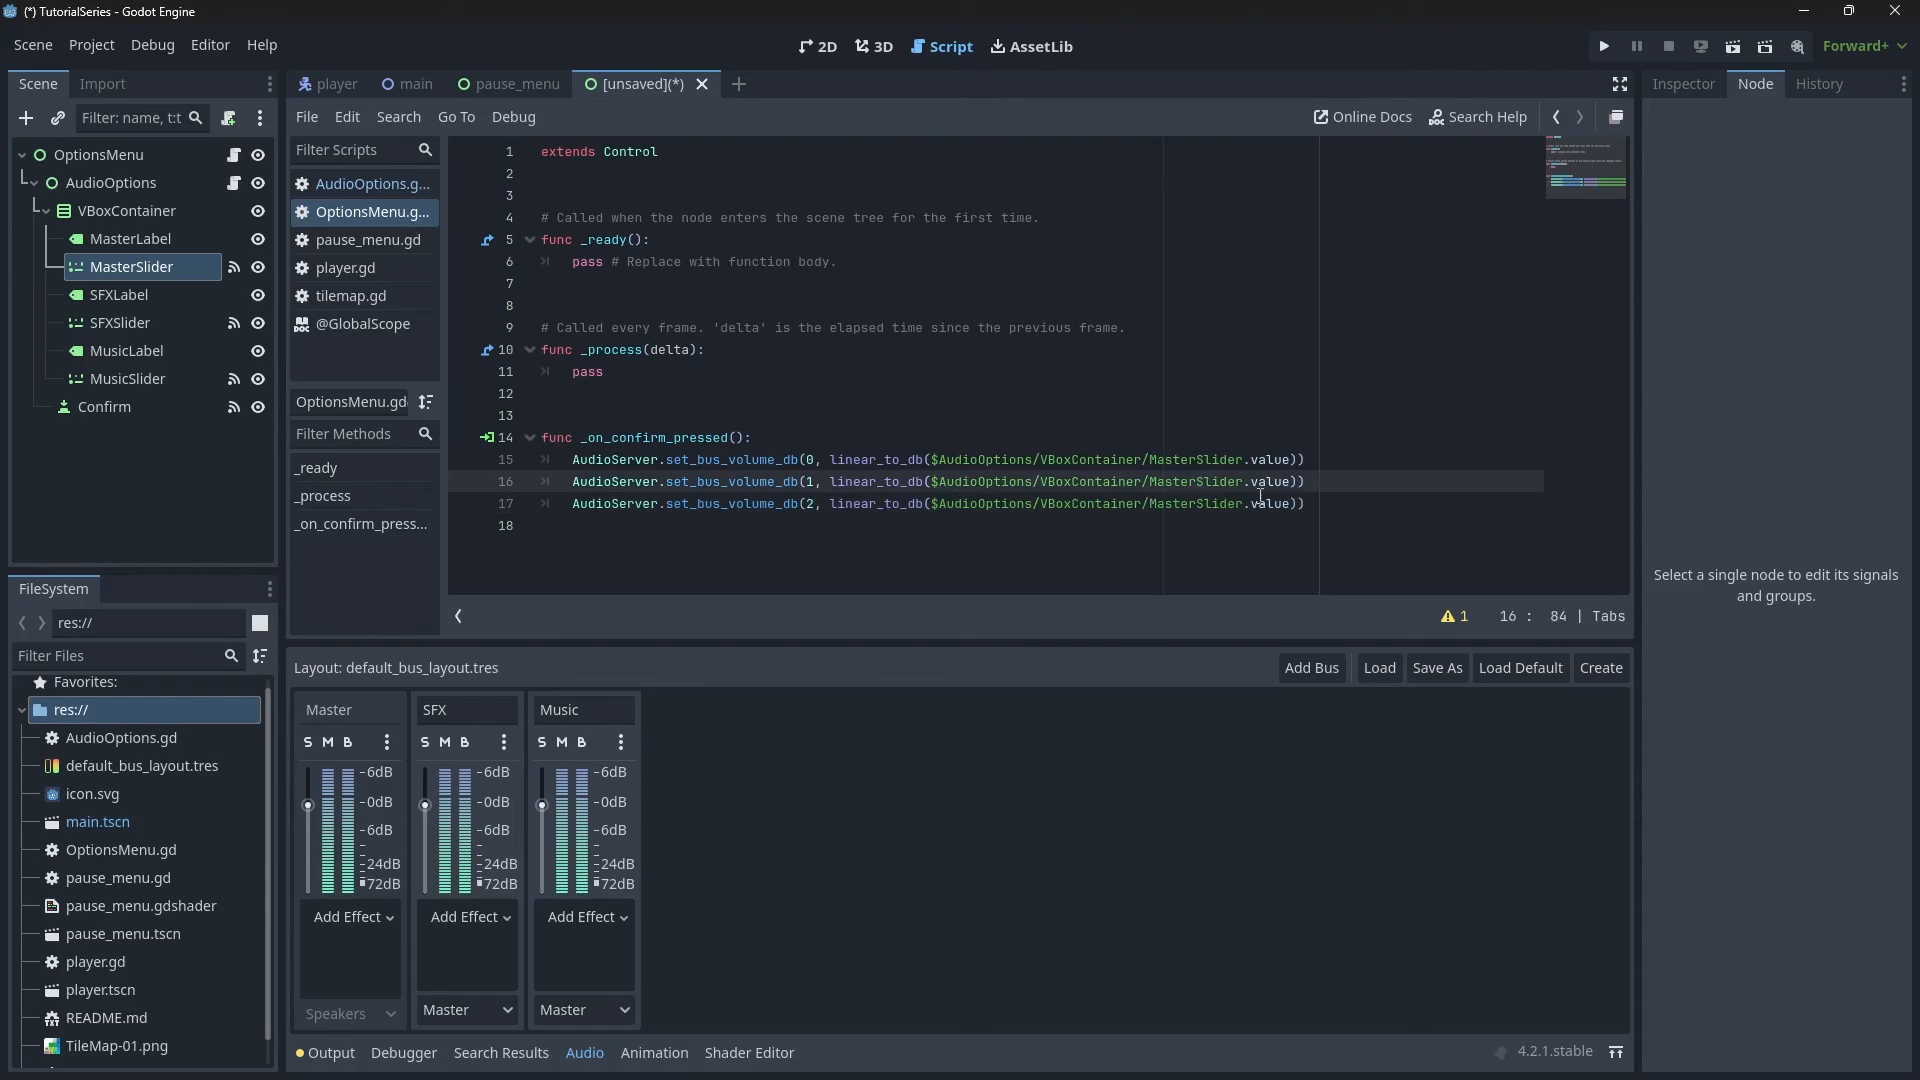 (*) TutorialSeries - Godot Engine
Scene Project Debug Editor Help
2D 3D Script AssetLib
Forward+
Scene Import
Filter: name, t:t
OptionsMenu
AudioOptions
VBoxContainer
MasterLabel
MasterSlider
SFXLabel
SFXSlider
MusicLabel
MusicSlider
Confirm
FileSystem
res://
Filter Files
Favorites:
res://
AudioOptions.gd
default_bus_layout.tres
icon.svg
main.tscn
OptionsMenu.gd
pause_menu.gd
pause_menu.gdshader
pause_menu.tscn
player.gd
player.tscn
README.md
TileMap-01.png
player main pause_menu [unsaved](*)
File Edit Search Go To Debug
Online Docs Search Help
Filter Scripts
AudioOptions.g...
OptionsMenu.g...
pause_menu.gd
player.gd
tilemap.gd
@GlobalScope
OptionsMenu.gd
Filter Methods
_ready
_process
_on_confirm_press...
1 extends Control
2
3
4 # Called when the node enters the scene tree for the first time.
5 func _ready():
6 pass # Replace with function body.
7
8
9 # Called every frame. 'delta' is the elapsed time since the previous frame.
10 func _process(delta):
11 pass
12
13
14 func _on_confirm_pressed():
15 AudioServer.set_bus_volume_db(0, linear_to_db($AudioOptions/VBoxContainer/MasterSlider.value))
16 AudioServer.set_bus_volume_db(1, linear_to_db($AudioOptions/VBoxContainer/MasterSlider.value))
17 AudioServer.set_bus_volume_db(2, linear_to_db($AudioOptions/VBoxContainer/MasterSlider.value))
18
1 16 : 84 | Tabs
Layout: default_bus_layout.tres
Add Bus Load Save As Load Default Create
Master SFX Music
S M B S M B S M B
-6dB -6dB -6dB
-0dB -0dB -0dB
-6dB -6dB -6dB
-24dB -24dB -24dB
72dB 72dB 72dB
Add Effect Add Effect Add Effect
Speakers Master Master
Output Debugger Search Results Audio Animation Shader Editor
4.2.1.stable
Inspector Node History
Select a single node to edit its signals
and groups.